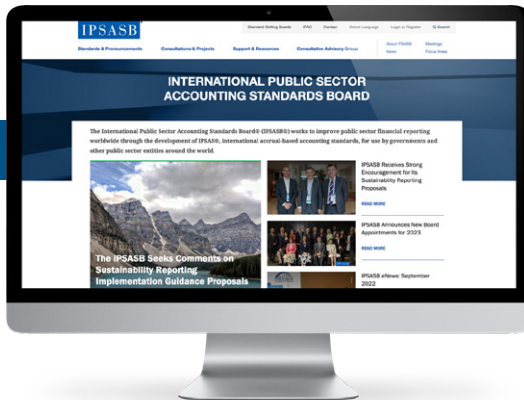 IPSASB
Standard Setting Boards IFAC Contact Select Language Login or Register Search
Standards & Pronouncements Consultations & Projects Support & Resources Consultative Advisory Group
About IPSASB Meetings
News Focus Areas
INTERNATIONAL PUBLIC SECTOR
ACCOUNTING STANDARDS BOARD
The International Public Sector Accounting Standards Board® (IPSASB®) works to improve public sector financial reporting
worldwide through the development of IPSAS®, international accrual-based accounting standards, for use by governments and
other public sector entities around the world.
The IPSASB Seeks Comments on
Sustainability Reporting
Implementation Guidance Proposals
IPSASB Receives Strong
Encouragement for Its
Sustainability Reporting
Proposals
READ MORE
IPSASB Announces New Board
Appointments for 2023
READ MORE
IPSASB eNews: September
2022